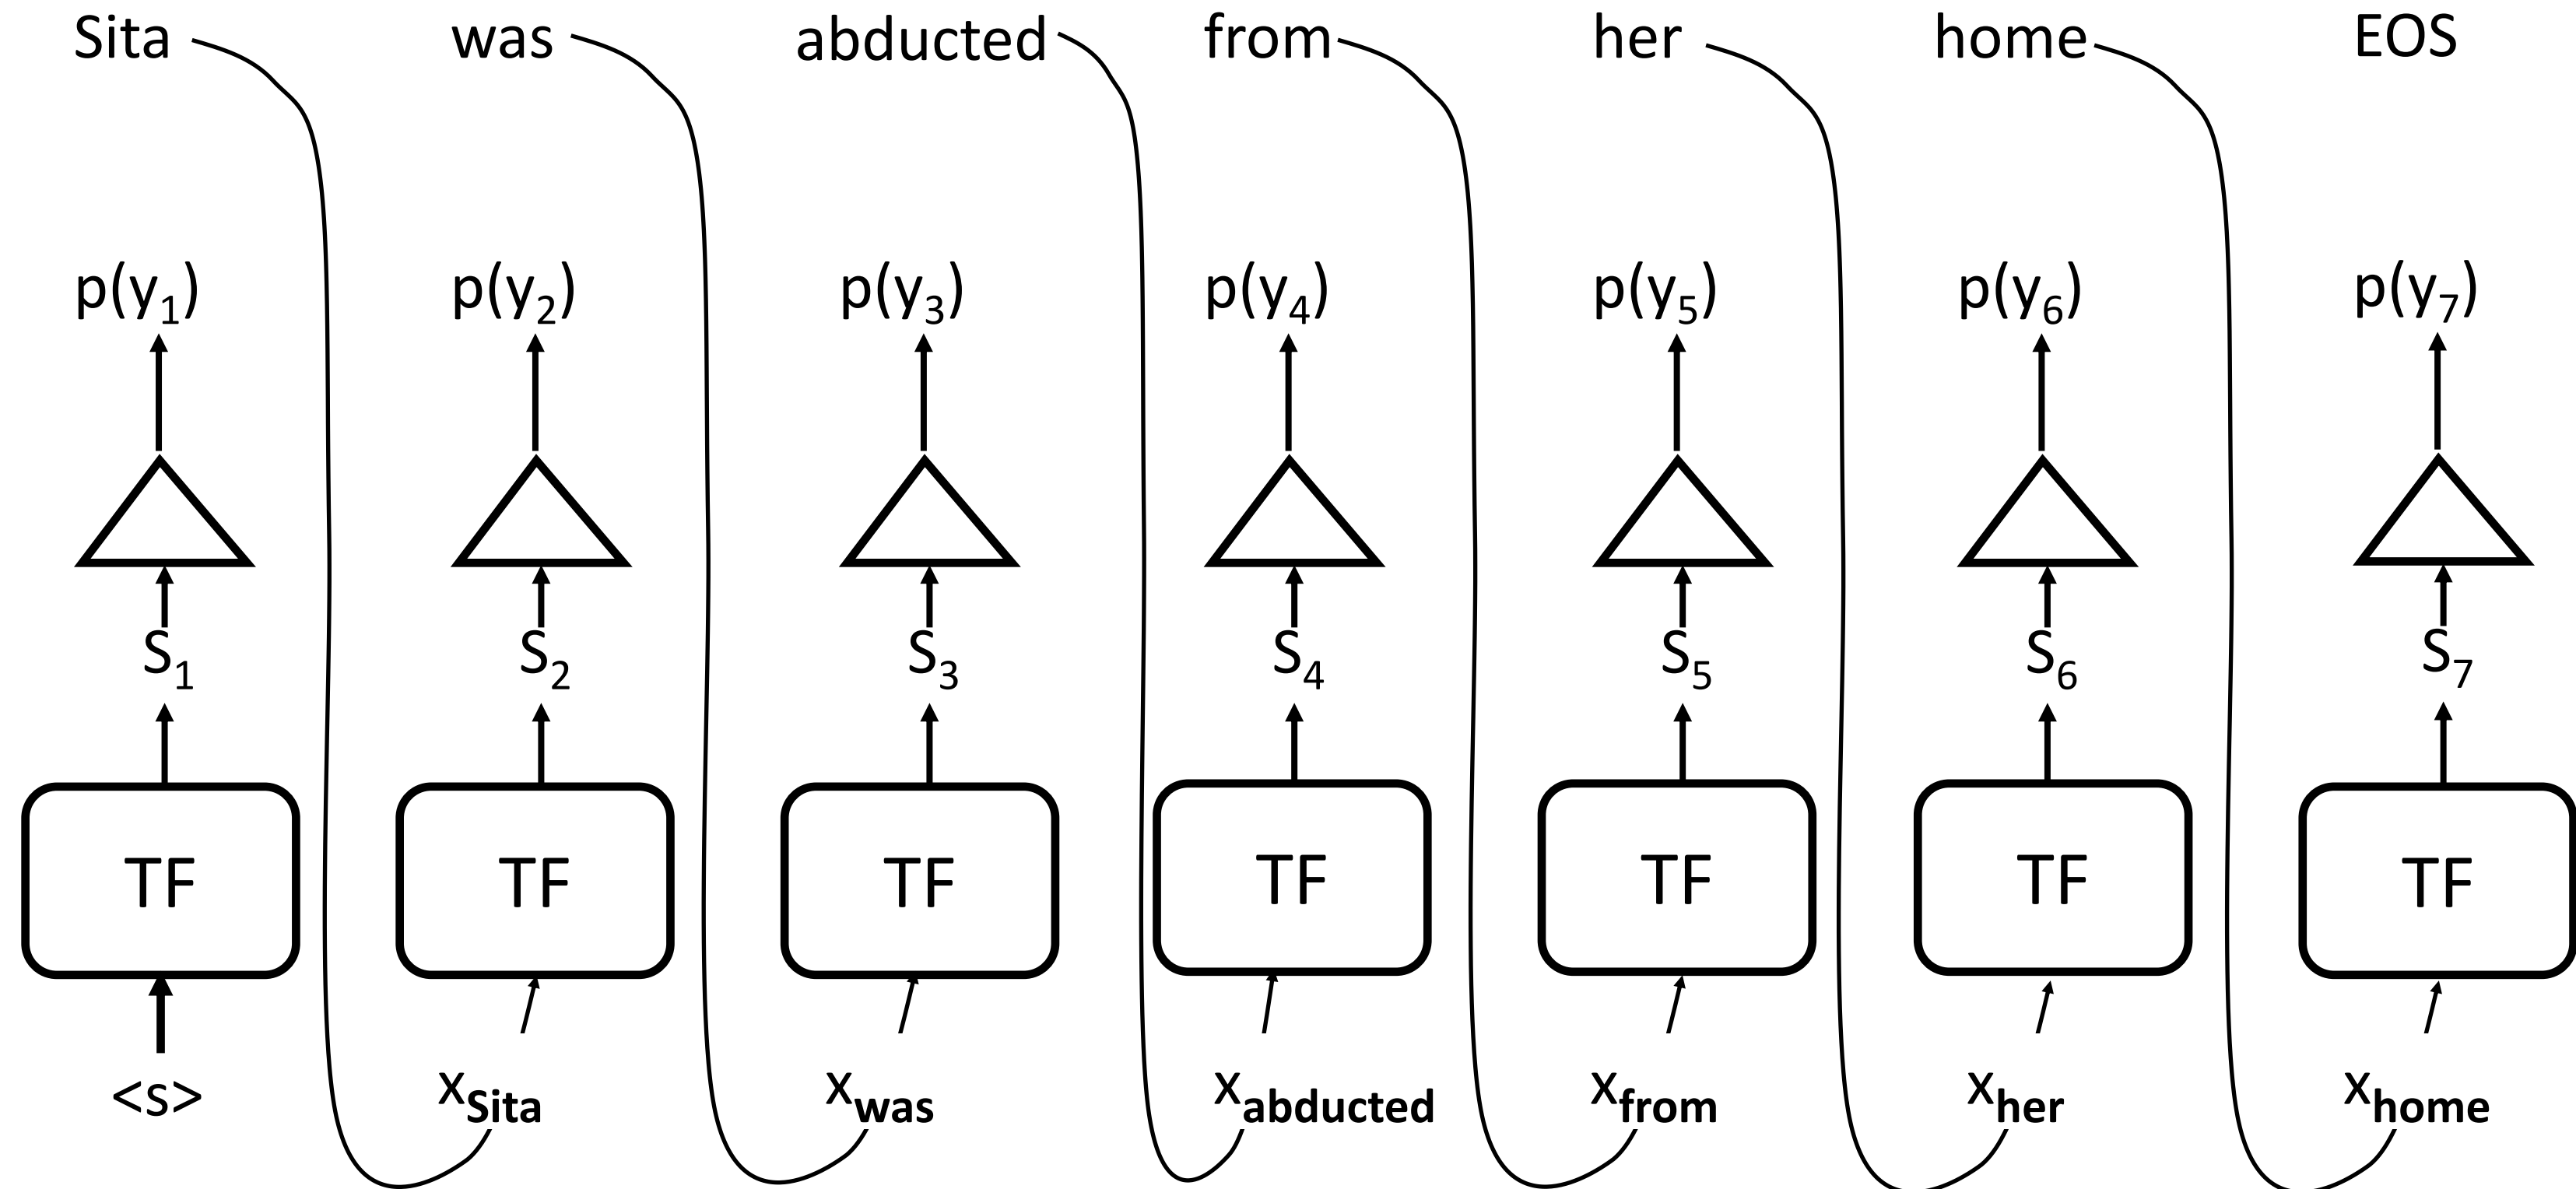 Sita was abducted from her home EOS
p(y₁) p(y₂) p(y₃) p(y₄) p(y₅) p(y₆) p(y₇)
S₁ S₂ S₃ S₄ S₅ S₆ S₇
TF TF TF TF TF TF TF
<s> xSita xwas xabducted xfrom xher xhome